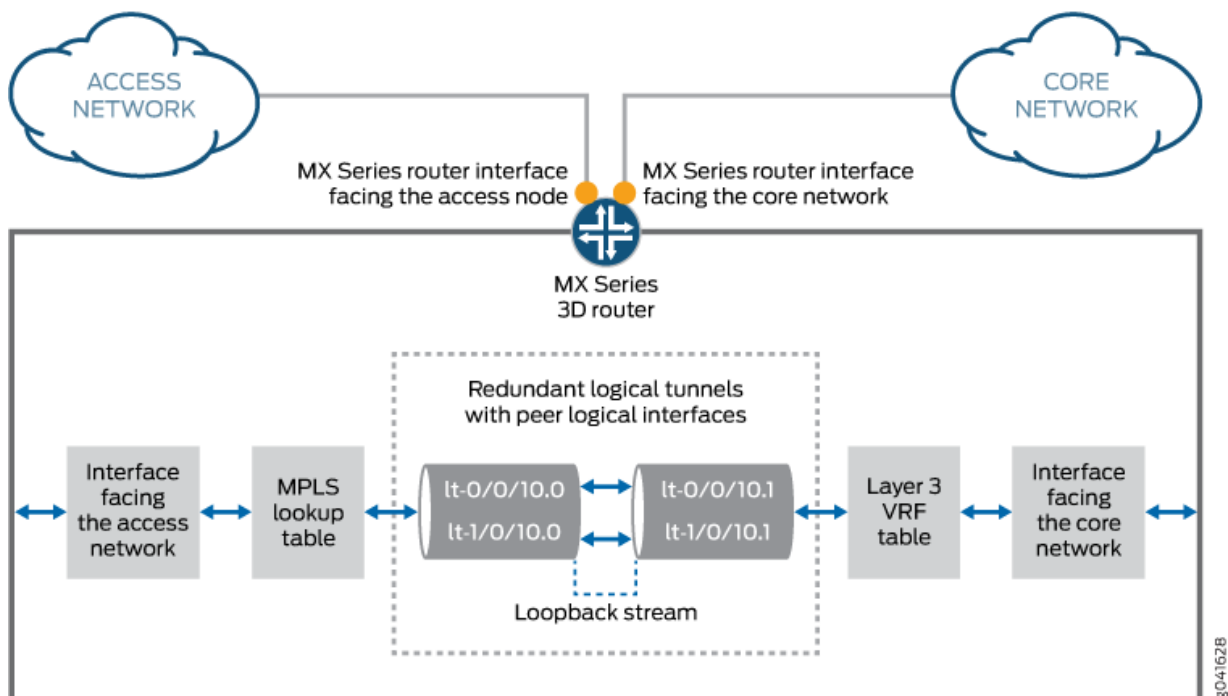 ACCESS
NETWORK
CORE
NETWORK
MX Series router interface
facing the access node
MX Series router interface
facing the core network
MX Series
3D router
Redundant logical tunnels
with peer logical interfaces
Interface
facing
the access
network
MPLS
lookup
table
lt-0/0/10.0
lt-1/0/10.0
lt-0/0/10.1
lt-1/0/10.1
Layer 3
VRF
table
Interface
facing
the core
network
Loopback stream
g041628